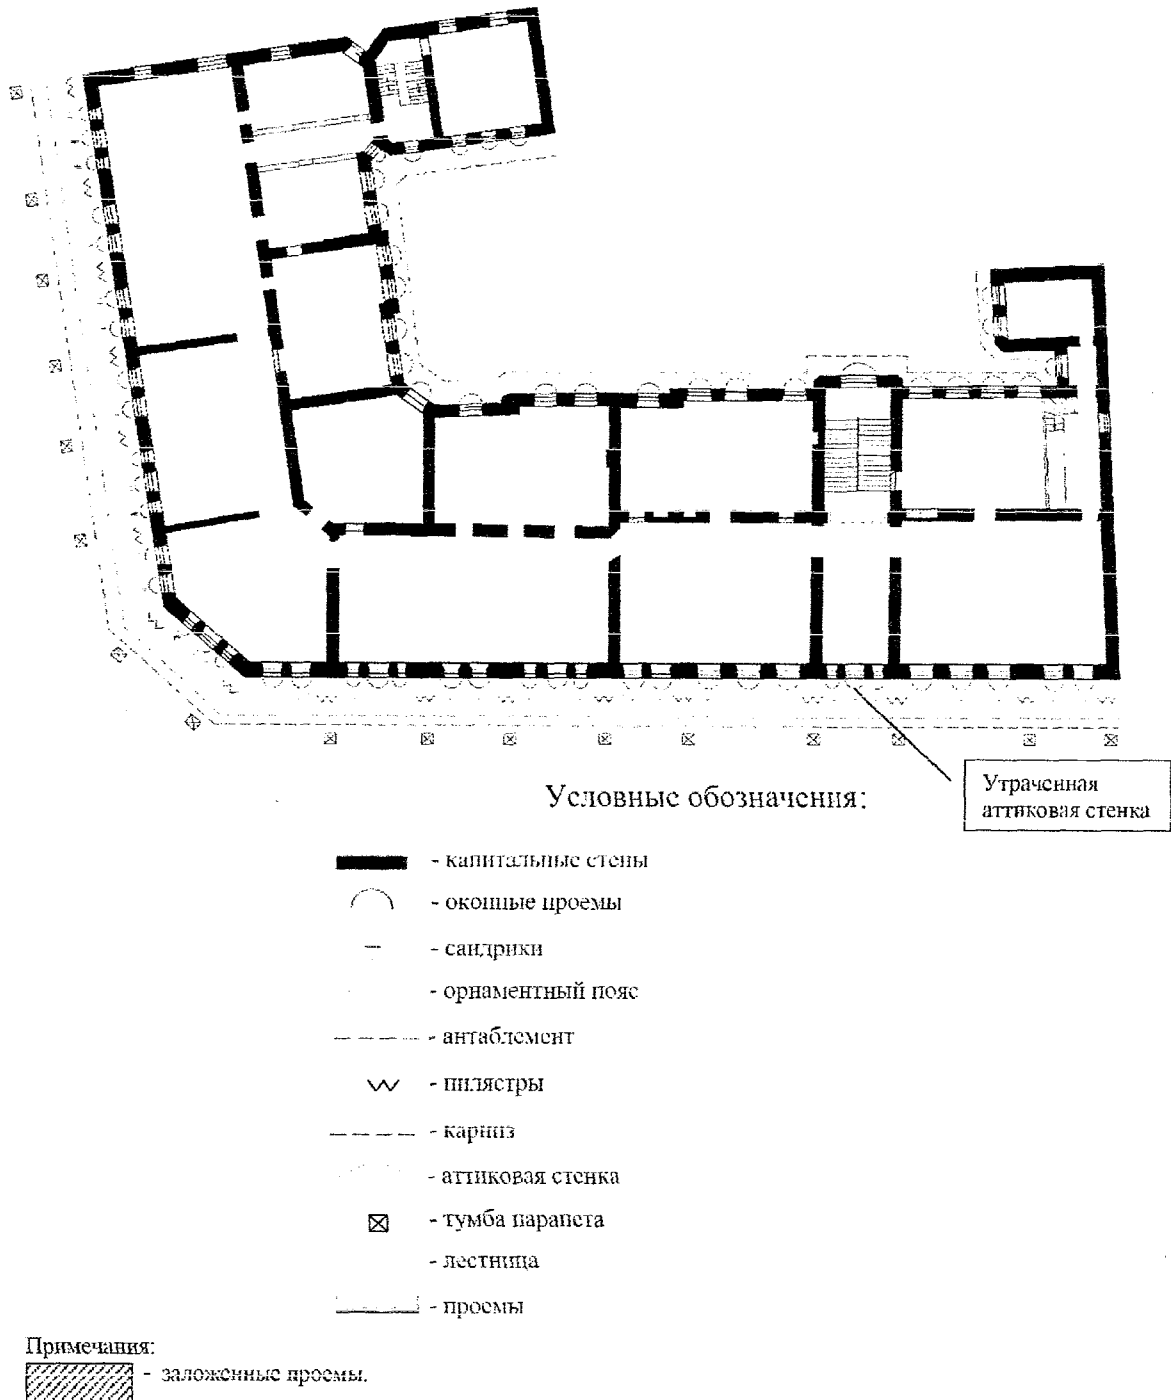 Утраченная
аттиковая стенка
Условные обозначения:
- капитальные стены
- оконные проемы
- сандрики
- орнаментный пояс
- антаблемент
- пилястры
- карниз
- аттиковая стенка
- тумба парапета
- лестница
- проемы
Примечания:
- заложенные проемы.